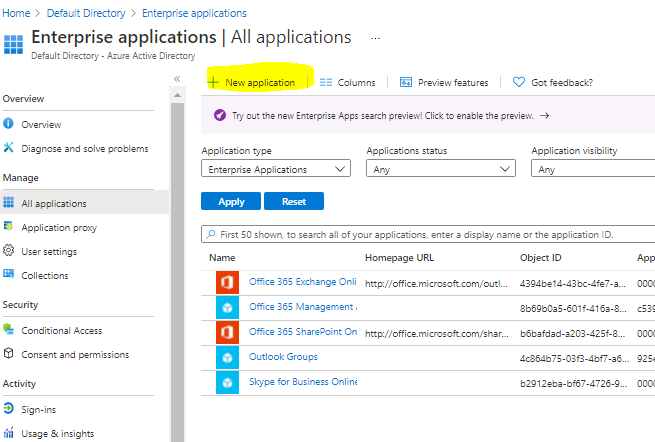 Home > Default Directory > Enterprise applications
Enterprise applications | All applications ...
Default Directory - Azure Active Directory
«
+ New application
Columns
Preview features
Got feedback?
Overview
Overview
Diagnose and solve problems
Manage
All applications
Application proxy
User settings
Collections
Security
Conditional Access
Consent and permissions
Activity
Sign-ins
Usage & insights
Try out the new Enterprise Apps search preview! Click to enable the preview. →
Application type
Applications status
Application visibility
Enterprise Applications
Any
Any
Apply
Reset
First 50 shown, to search all of your applications, enter a display name or the application ID.
Name Homepage URL Object ID App
Office 365 Exchange Onli http://office.microsoft.com/outl... 4394be14-43bc-4fe7-a... 0000
Office 365 Management A 8b69b0a5-601f-416a-8... c539
Office 365 SharePoint On http://office.microsoft.com/shar... b6bafdad-a203-425f-8... 0000
Outlook Groups 4c864b75-03f3-4bf7-a6... 925e
Skype for Business Online b2912eba-bf67-4726-9... 0000